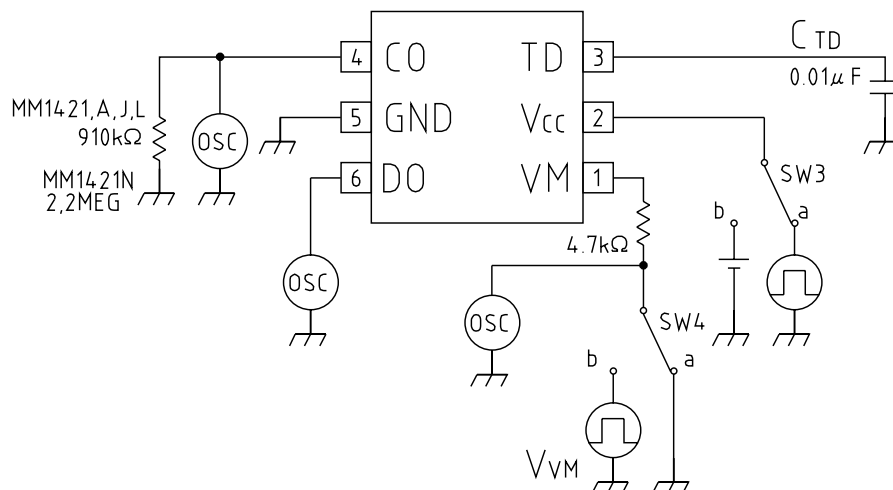 4 CO TD 3 C TD
0.01μF
MM1421,A,J,L
910kΩ
OSC
5 GND Vcc 2
MM1421N
2,2MEG
6 DO VM 1
SW3
b a
4.7kΩ
OSC
OSC
SW4
b a
VVM